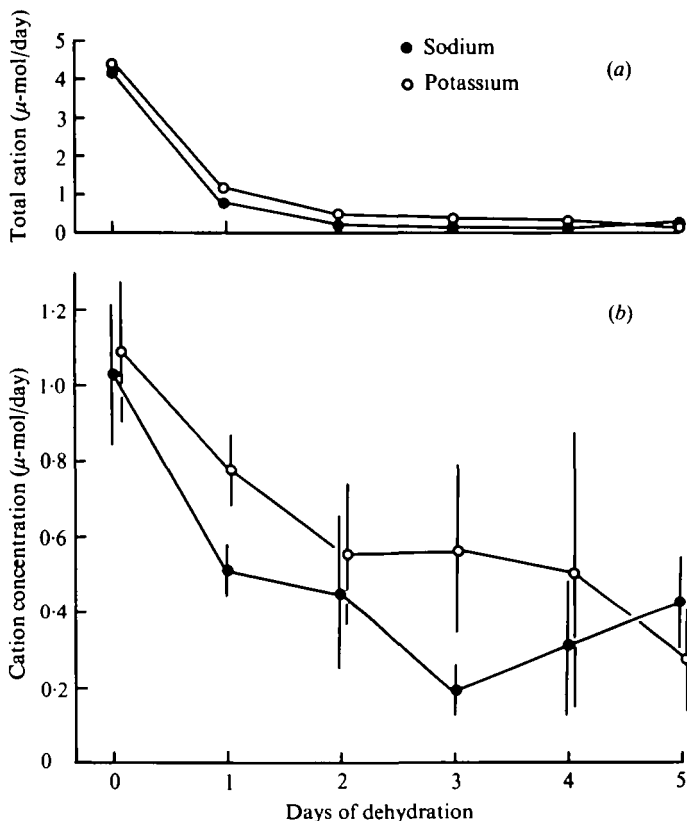 Total cation (μ-mol/day)
5
4
3
2
1
0
Sodium
Potassium
(a)
Cation concentration (μ-mol/day)
1·2
1·0
0·8
0·6
0·4
0·2
0
(b)
0 1 2 3 4 5
Days of dehydration